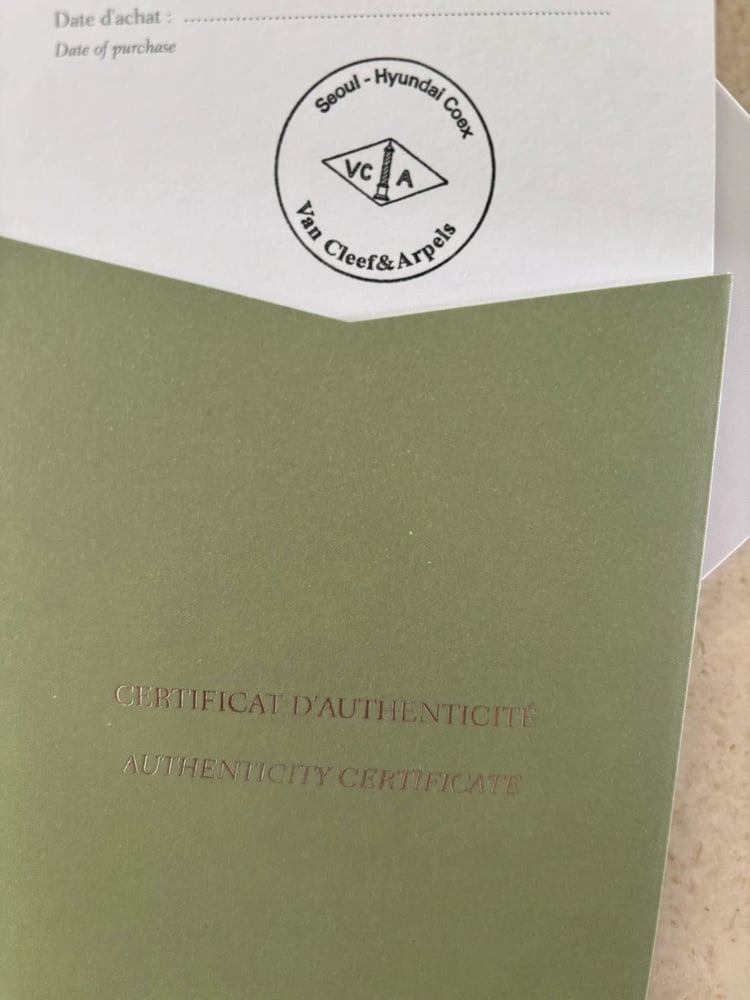 Date d'achat : ........................................................................
Date of purchase
Seoul - Hyundai Coex
VC A
Van Cleef&Arpels
CERTIFICAT D'AUTHENTICITÉ
AUTHENTICITY CERTIFICATE